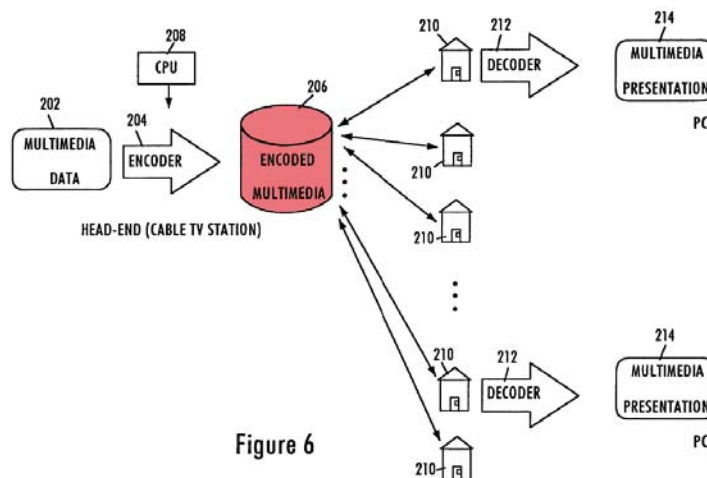 208
CPU
202
MULTIMEDIA
DATA
204
ENCODER
206
ENCODED
MULTIMEDIA
HEAD-END (CABLE TV STATION)
210
212
DECODER
214
MULTIMEDIA
PRESENTATION
PC
210
210
210
212
DECODER
214
MULTIMEDIA
PRESENTATION
PC
210
Figure 6